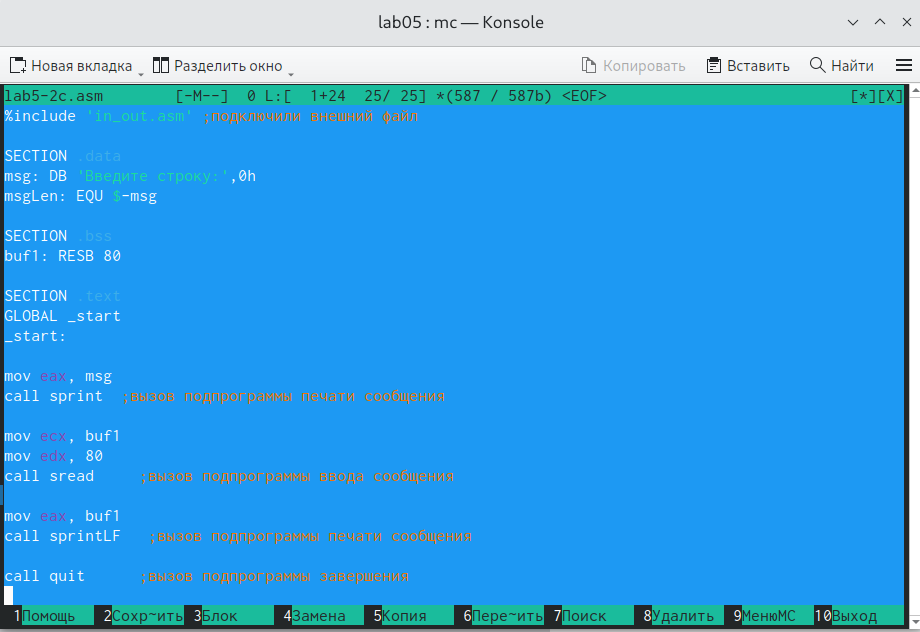 lab05 : mc — Konsole
Новая вкладка Разделить окно Копировать Вставить Найти
lab5-2c.asm [-M--] 0 L:[ 1+24 25/ 25] *(587 / 587b) <EOF> [*][X]
%include 'in_out.asm' ;подключили внешний файл
SECTION .data
msg: DB 'Введите строку:',0h
msgLen: EQU $-msg
SECTION .bss
buf1: RESB 80
SECTION .text
GLOBAL _start
_start:
mov eax, msg
call sprint ;вызов подпрограммы печати сообщения
mov ecx, buf1
mov edx, 80
call sread ;вызов подпрограммы ввода сообщения
mov eax, buf1
call sprintLF ;вызов подпрограммы печати сообщения
call quit ;вызов подпрограммы завершения
1Помощь 2Сохр~ить 3Блок 4Замена 5Копия 6Пере~ить 7Поиск 8Удалить 9МенюMC 10Выход